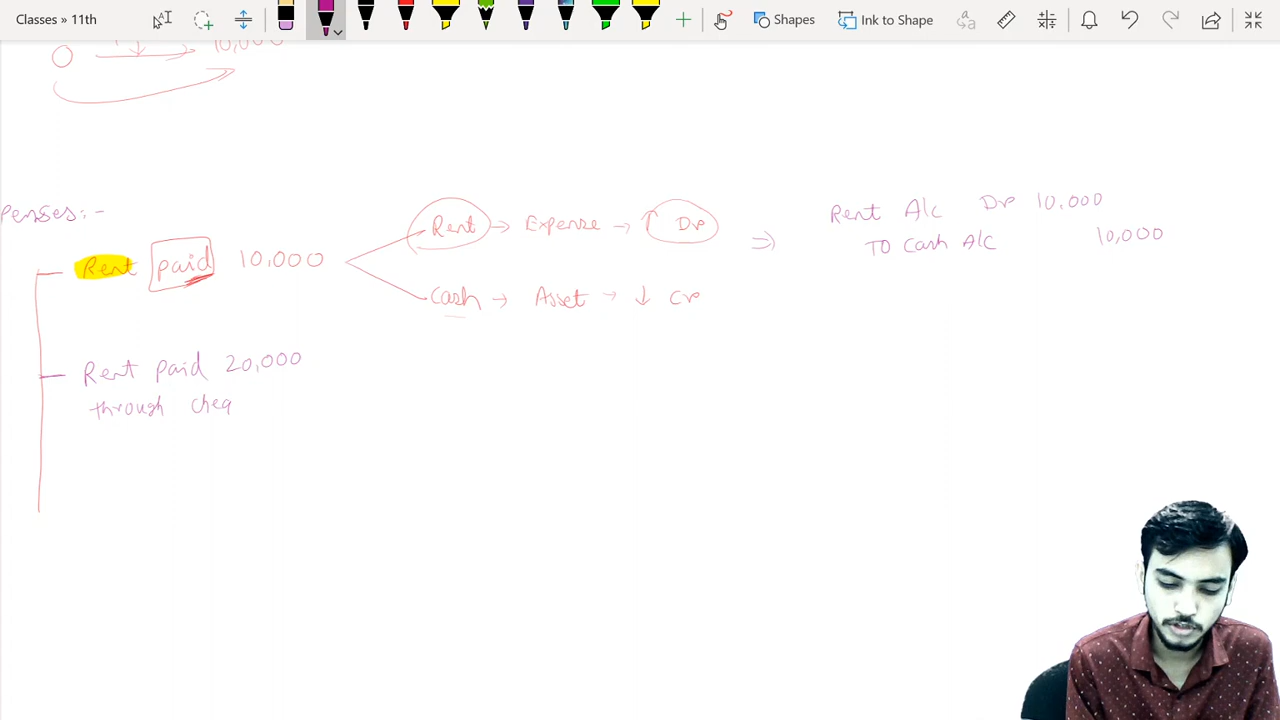 Classes » 11th
Shapes
Ink to Shape
10,000
penses:-
Rent paid 10,000
Rent → Expense → ↑ Dr
Cash → Asset → ↓ Cr
⇒ Rent A/c Dr 10,000
To Cash A/c 10,000
Rent paid 20,000
through cheq